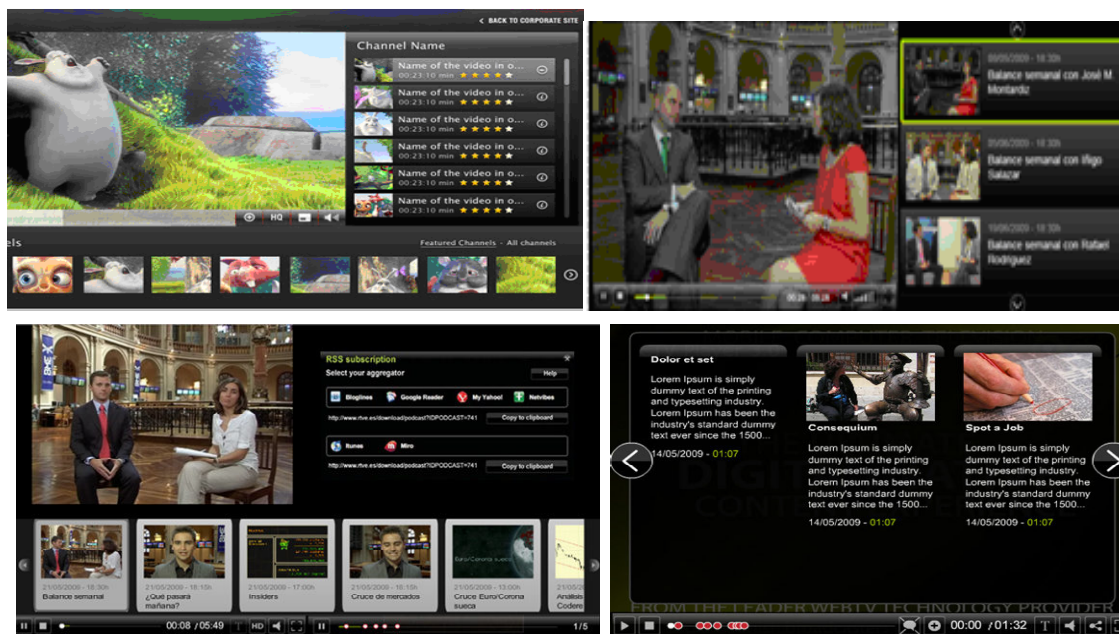 < BACK TO CORPORATE SITE
Channel Name
Name of the video in o...
00:23:10 min
Name of the video in o...
00:23:10 min
Name of the video in o...
00:23:10 min
Name of the video in o...
00:23:10 min
Name of the video in o...
00:23:10 min
Name of the video in o...
00:23:10 min
HQ
els
Featured Channels - All channels
Balance semanal con José M
Montardiz
Balance semanal con Iñigo
Salazar
Balance semanal con Rafael
Rodriguez
BME
RSS subscription
Select your aggregator
Help
Bloglines
Google Reader
My Yahoo!
Netvibes
http://www.rtve.es/download/podcast?IDPODCAST=741
Copy to clipboard
Itunes
Miro
http://www.rtve.es/download/podcast?IDPODCAST=741
Copy to clipboard
21/05/2009 - 18:30h
Balance semanal
21/05/2009 - 18:15h
¿Qué pasará
mañana?
21/05/2009 - 17:00h
Insiders
21/05/2009 - 16:15h
Cruce de mercados
Euro/Corona sueca
21/05/2009 - 13:00h
Cruce Euro/Corona
sueca
Análisis
Codere
00:08 / 05:49
T
HD
1/5
Dolor et set
Lorem Ipsum is simply
dummy text of the printing
and typesetting industry.
Lorem Ipsum has been the
industry's standard dummy
text ever since the 1500...
14/05/2009 - 01:07
Consequium
Lorem Ipsum is simply
dummy text of the printing
and typesetting industry.
Lorem Ipsum has been the
industry's standard dummy
text ever since the 1500...
14/05/2009 - 01:07
Spot a Job
Lorem Ipsum is simply
dummy text of the printing
and typesetting industry.
Lorem Ipsum has been the
industry's standard dummy
text ever since the 1500...
14/05/2009 - 01:07
FROM THE LEADER WEBTV TECHNOLOGY PROVIDER
00:00 / 01:32
T